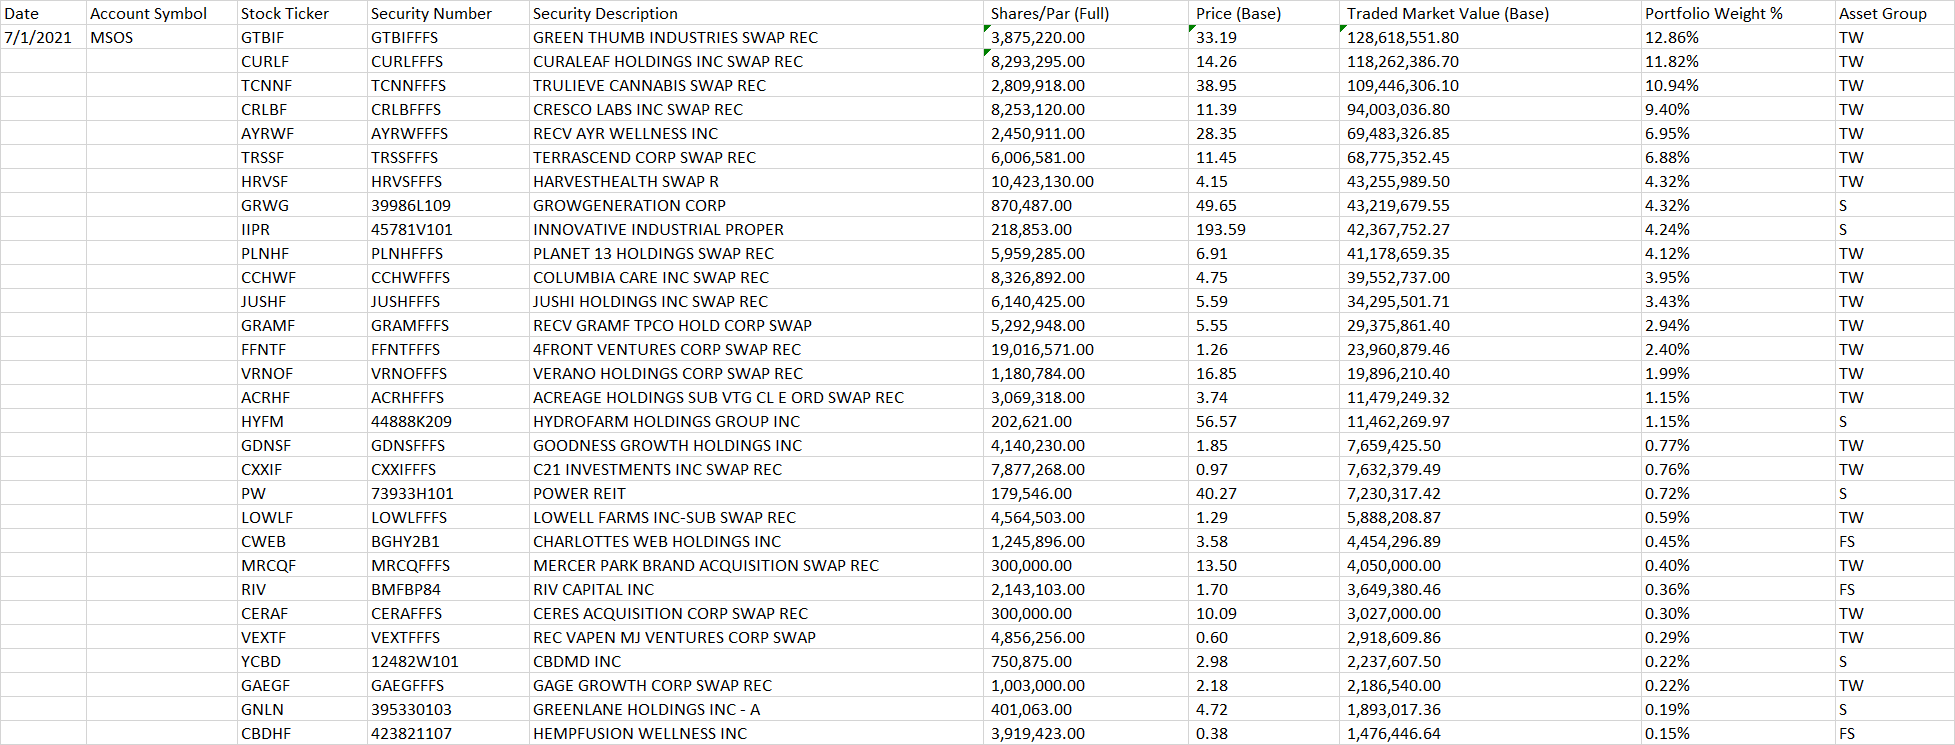 Date Account Symbol Stock Ticker Security Number Security Description Shares/Par (Full) Price (Base) Traded Market Value (Base) Portfolio Weight % Asset Group
7/1/2021 MSOS GTBIF GTBIFFFS GREEN THUMB INDUSTRIES SWAP REC 3,875,220.00 33.19 128,618,551.80 12.86% TW
CURLF CURLFFFS CURALEAF HOLDINGS INC SWAP REC 8,293,295.00 14.26 118,262,386.70 11.82% TW
TCNNF TCNNFFFS TRULIEVE CANNABIS SWAP REC 2,809,918.00 38.95 109,446,306.10 10.94% TW
CRLBF CRLBFFFS CRESCO LABS INC SWAP REC 8,253,120.00 11.39 94,003,036.80 9.40% TW
AYRWF AYRWFFFS RECV AYR WELLNESS INC 2,450,911.00 28.35 69,483,326.85 6.95% TW
TRSSF TRSSFFFS TERRASCEND CORP SWAP REC 6,006,581.00 11.45 68,775,352.45 6.88% TW
HRVSF HRVSFFFS HARVESTHEALTH SWAP R 10,423,130.00 4.15 43,255,989.50 4.32% TW
GRWG 39986L109 GROWGENERATION CORP 870,487.00 49.65 43,219,679.55 4.32% S
IIPR 45781V101 INNOVATIVE INDUSTRIAL PROPER 218,853.00 193.59 42,367,752.27 4.24% S
PLNHF PLNHFFFS PLANET 13 HOLDINGS SWAP REC 5,959,285.00 6.91 41,178,659.35 4.12% TW
CCHWF CCHWFFFS COLUMBIA CARE INC SWAP REC 8,326,892.00 4.75 39,552,737.00 3.95% TW
JUSHF JUSHFFFS JUSHI HOLDINGS INC SWAP REC 6,140,425.00 5.59 34,295,501.71 3.43% TW
GRAMF GRAMFFFS RECV GRAMF TPCO HOLD CORP SWAP 5,292,948.00 5.55 29,375,861.40 2.94% TW
FFNTF FFNTFFFS 4FRONT VENTURES CORP SWAP REC 19,016,571.00 1.26 23,960,879.46 2.40% TW
VRNOF VRNOFFFS VERANO HOLDINGS CORP SWAP REC 1,180,784.00 16.85 19,896,210.40 1.99% TW
ACRHF ACRHFFFS ACREAGE HOLDINGS SUB VTG CL E ORD SWAP REC 3,069,318.00 3.74 11,479,249.32 1.15% TW
HYFM 44888K209 HYDROFARM HOLDINGS GROUP INC 202,621.00 56.57 11,462,269.97 1.15% S
GDNSF GDNSFFFS GOODNESS GROWTH HOLDINGS INC 4,140,230.00 1.85 7,659,425.50 0.77% TW
CXXIF CXXIFFFS C21 INVESTMENTS INC SWAP REC 7,877,268.00 0.97 7,632,379.49 0.76% TW
PW 73933H101 POWER REIT 179,546.00 40.27 7,230,317.42 0.72% S
LOWLF LOWLFFFS LOWELL FARMS INC-SUB SWAP REC 4,564,503.00 1.29 5,888,208.87 0.59% TW
CWEB BGHY2B1 CHARLOTTES WEB HOLDINGS INC 1,245,896.00 3.58 4,454,296.89 0.45% FS
MRCQF MRCQFFFS MERCER PARK BRAND ACQUISITION SWAP REC 300,000.00 13.50 4,050,000.00 0.40% TW
RIV BMFBP84 RIV CAPITAL INC 2,143,103.00 1.70 3,649,380.46 0.36% FS
CERAF CERAFFFS CERES ACQUISITION CORP SWAP REC 300,000.00 10.09 3,027,000.00 0.30% TW
VEXTF VEXTFFFS REC VAPEN MJ VENTURES CORP SWAP 4,856,256.00 0.60 2,918,609.86 0.29% TW
YCBD 12482W101 CBDMD INC 750,875.00 2.98 2,237,607.50 0.22% S
GAEGF GAEGFFFS GAGE GROWTH CORP SWAP REC 1,003,000.00 2.18 2,186,540.00 0.22% TW
GNLN 395330103 GREENLANE HOLDINGS INC - A 401,063.00 4.72 1,893,017.36 0.19% S
CBDHF 423821107 HEMPFUSION WELLNESS INC 3,919,423.00 0.38 1,476,446.64 0.15% FS